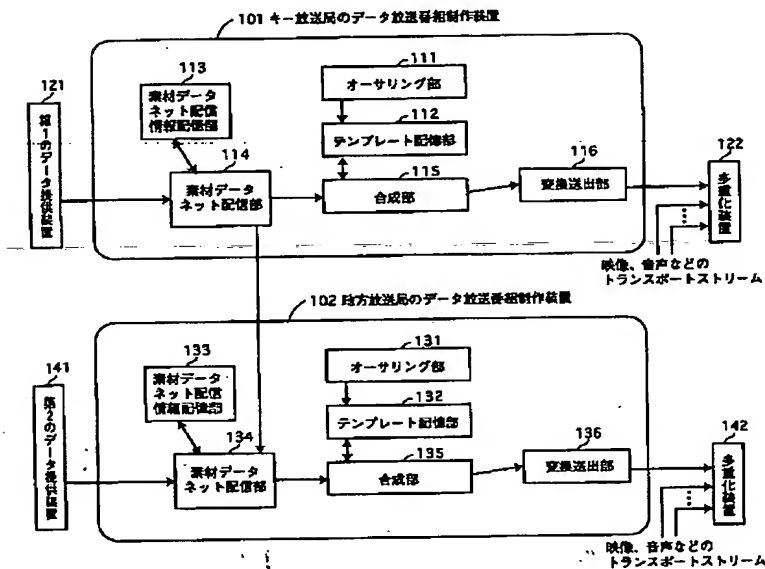 101 キー放送局のデータ放送番組制作装置
121
第1のデータ提供装置
113
素材データ
ネット配信
情報配信部
114
素材データ
ネット配信部
111
オーサリング部
112
テンプレート記憶部
115
合成部
116
変換送出部
122
多重化装置
映像、音声などの
トランスポートストリーム
102 地方放送局のデータ放送番組制作装置
141
第2のデータ提供装置
133
素材データ
ネット配信
情報記憶部
134
素材データ
ネット配信部
131
オーサリング部
132
テンプレート記憶部
135
合成部
136
変換送出部
142
多重化装置
映像、音声などの
トランスポートストリーム